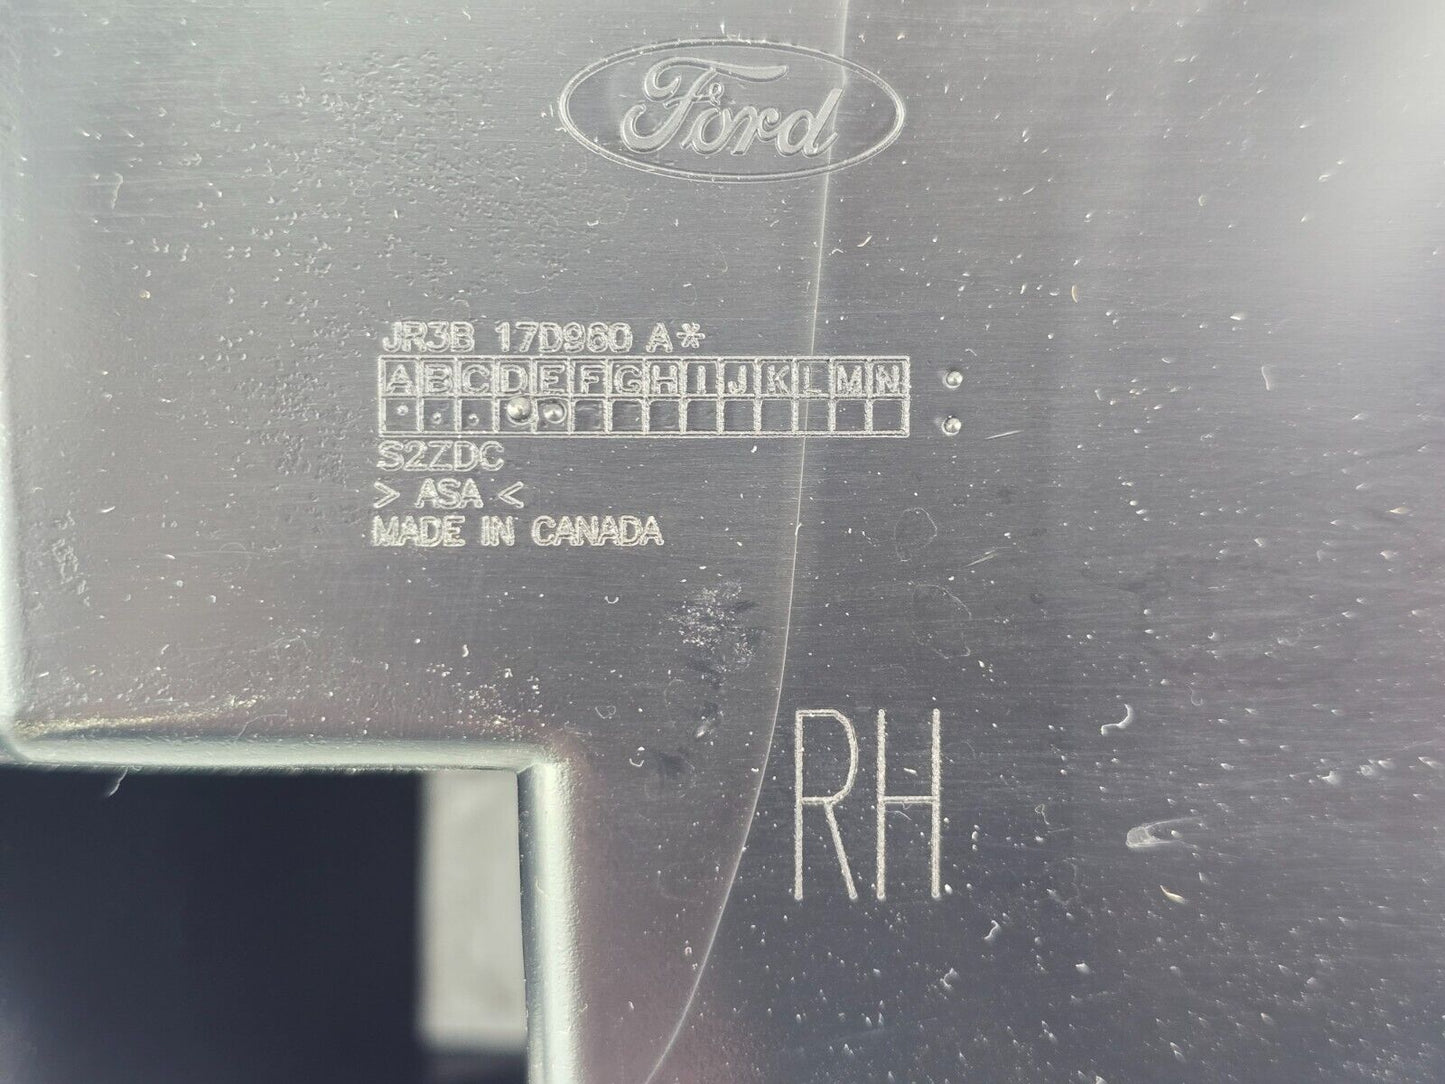 Ford
JR3B 17D960 A*
A B C D E F G H I J K L M N
S2ZDC
> ASA <
MADE IN CANADA
RH